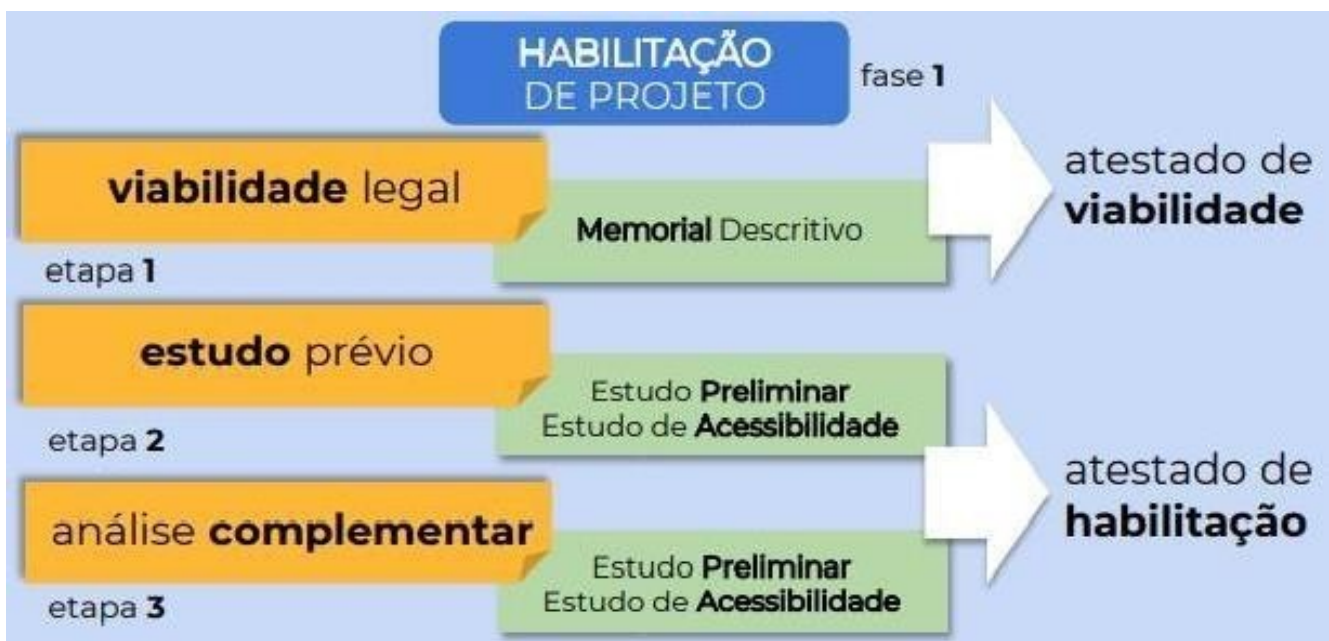 HABILITAÇÃO
DE PROJETO
fase 1
viabilidade legal
etapa 1
Memorial Descritivo
atestado de
viabilidade
estudo prévio
etapa 2
Estudo Preliminar
Estudo de Acessibilidade
análise complementar
etapa 3
Estudo Preliminar
Estudo de Acessibilidade
atestado de
habilitação